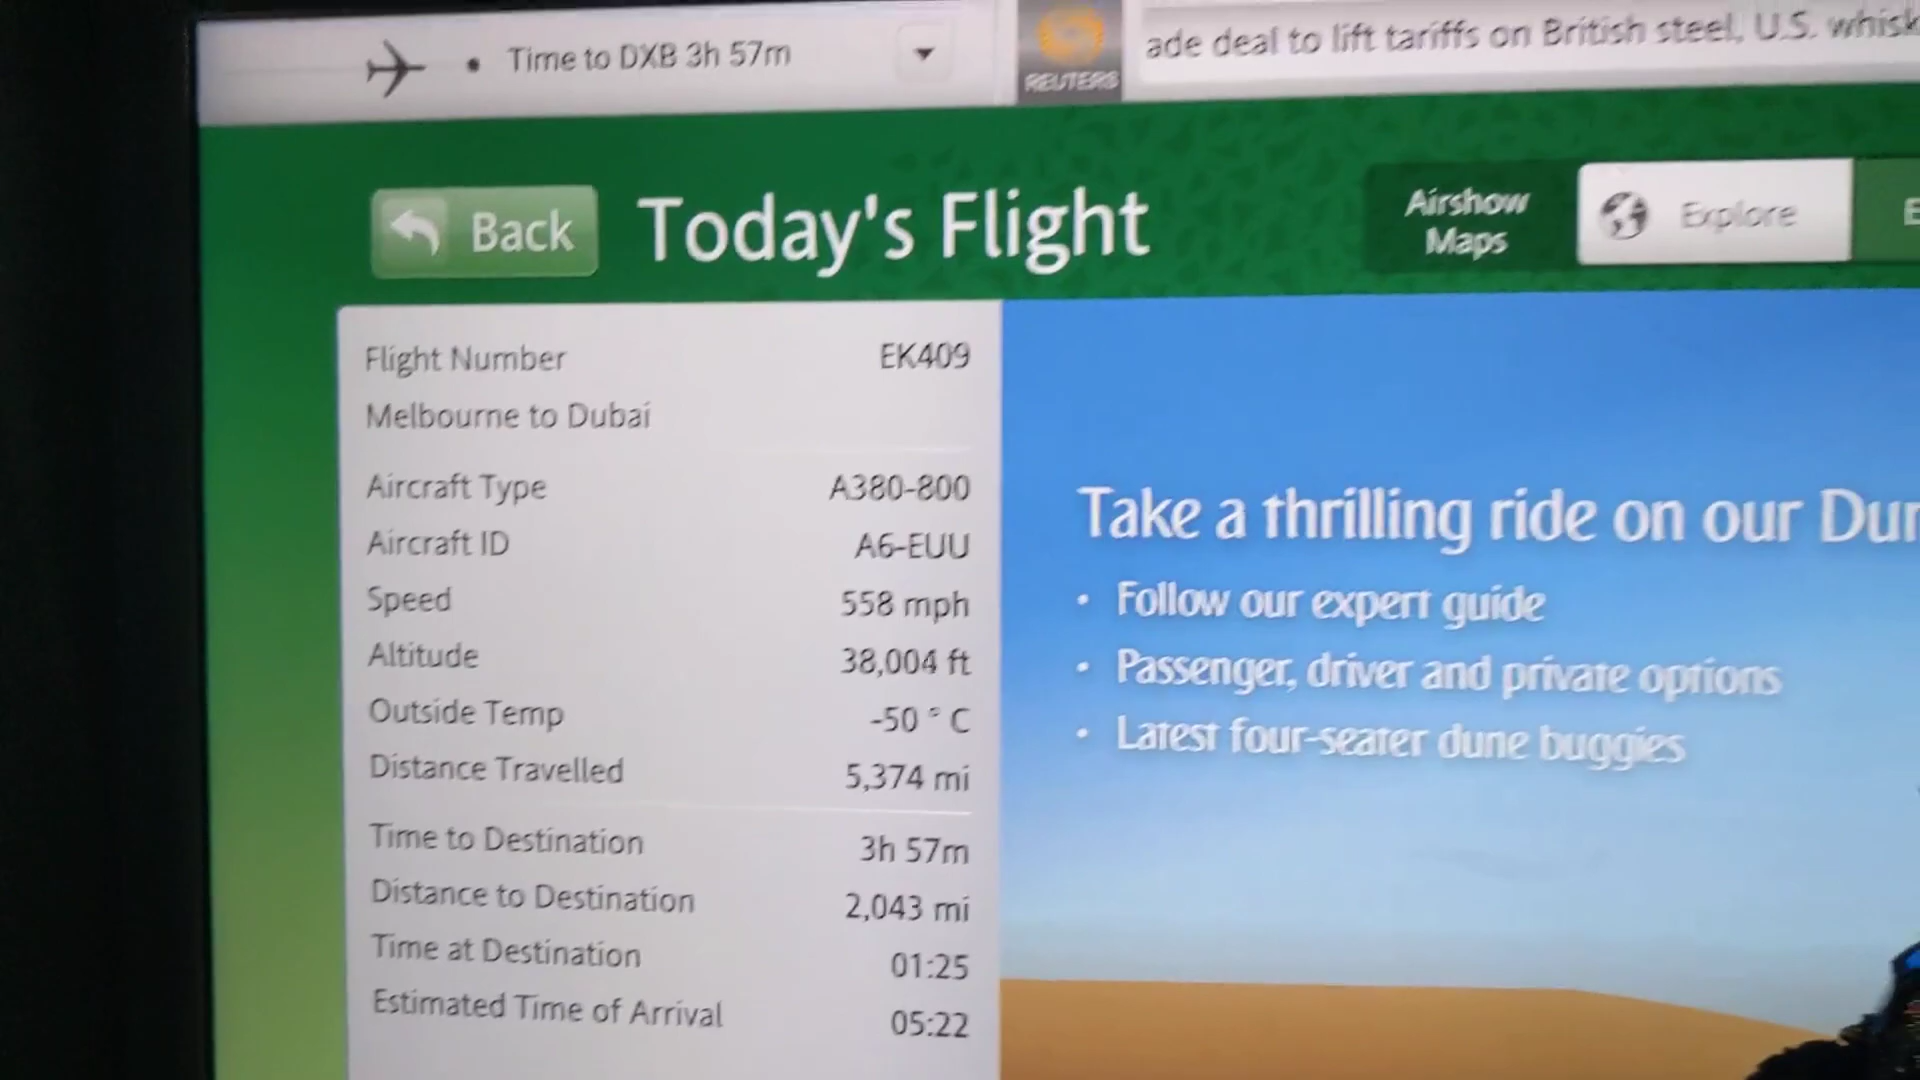 Time to DXB 3h 57m
REUTERS
ade deal to lift tariffs on British steel, U.S.
Back
Today's Flight
Airshow
Maps
Explore
Flight Number EK409
Melbourne to Dubai
Aircraft Type A380-800
Aircraft ID A6-EUU
Speed 558 mph
Altitude 38,004 ft
Outside Temp -50 ° C
Distance Travelled 5,374 mi
Time to Destination 3h 57m
Distance to Destination 2,043 mi
Time at Destination 01:25
Estimated Time of Arrival 05:22
Take a thrilling ride on our
• Follow our expert guide
• Passenger, driver and private options
• Latest four-seater dune buggies